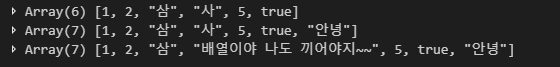 ▶ Array(6) [1, 2, "삼", "사", 5, true]
▶ Array(7) [1, 2, "삼", "사", 5, true, "안녕"]
▶ Array(7) [1, 2, "삼", "배열이야 나도 끼어야지~~", 5, true, "안녕"]